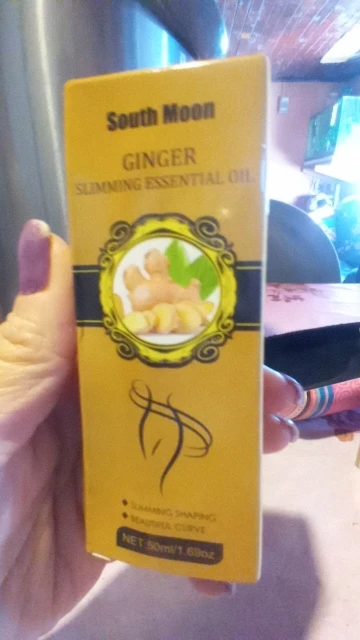 South Moon
GINGER
SLIMMING ESSENTIAL OIL
SLIMMING SHAPING
BEAUTIFUL CURVE
NET 50ml/1.69oz